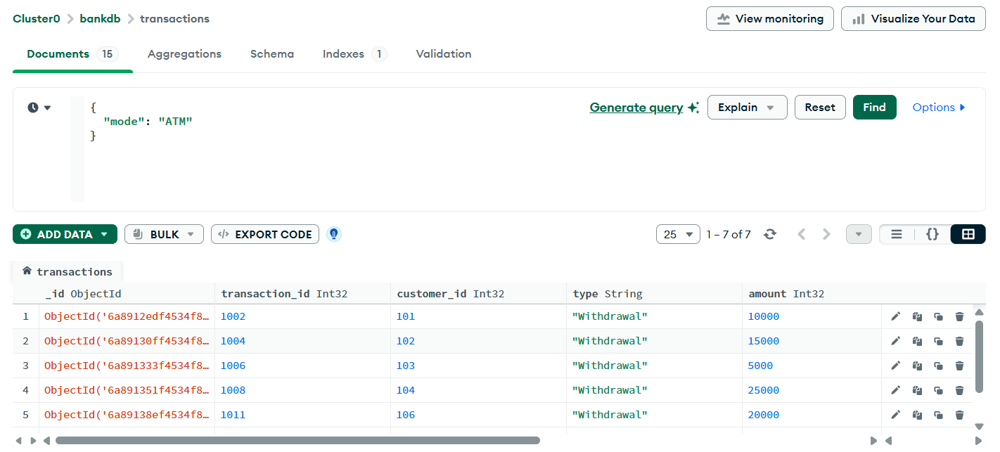 Cluster0 > bankdb > transactions
View monitoring
Visualize Your Data
Documents 15 Aggregations Schema Indexes 1 Validation
{
"mode": "ATM"
}
Generate query Explain Reset Find Options
ADD DATA BULK </> EXPORT CODE 25 1 – 7 of 7 {}
transactions
_id ObjectId transaction_id Int32 customer_id Int32 type String amount Int32
1 ObjectId('6a8912edf4534f8… 1002 101 "Withdrawal" 10000
2 ObjectId('6a89130ff4534f8… 1004 102 "Withdrawal" 15000
3 ObjectId('6a891333f4534f8… 1006 103 "Withdrawal" 5000
4 ObjectId('6a891351f4534f8… 1008 104 "Withdrawal" 25000
5 ObjectId('6a89138ef4534f8… 1011 106 "Withdrawal" 20000